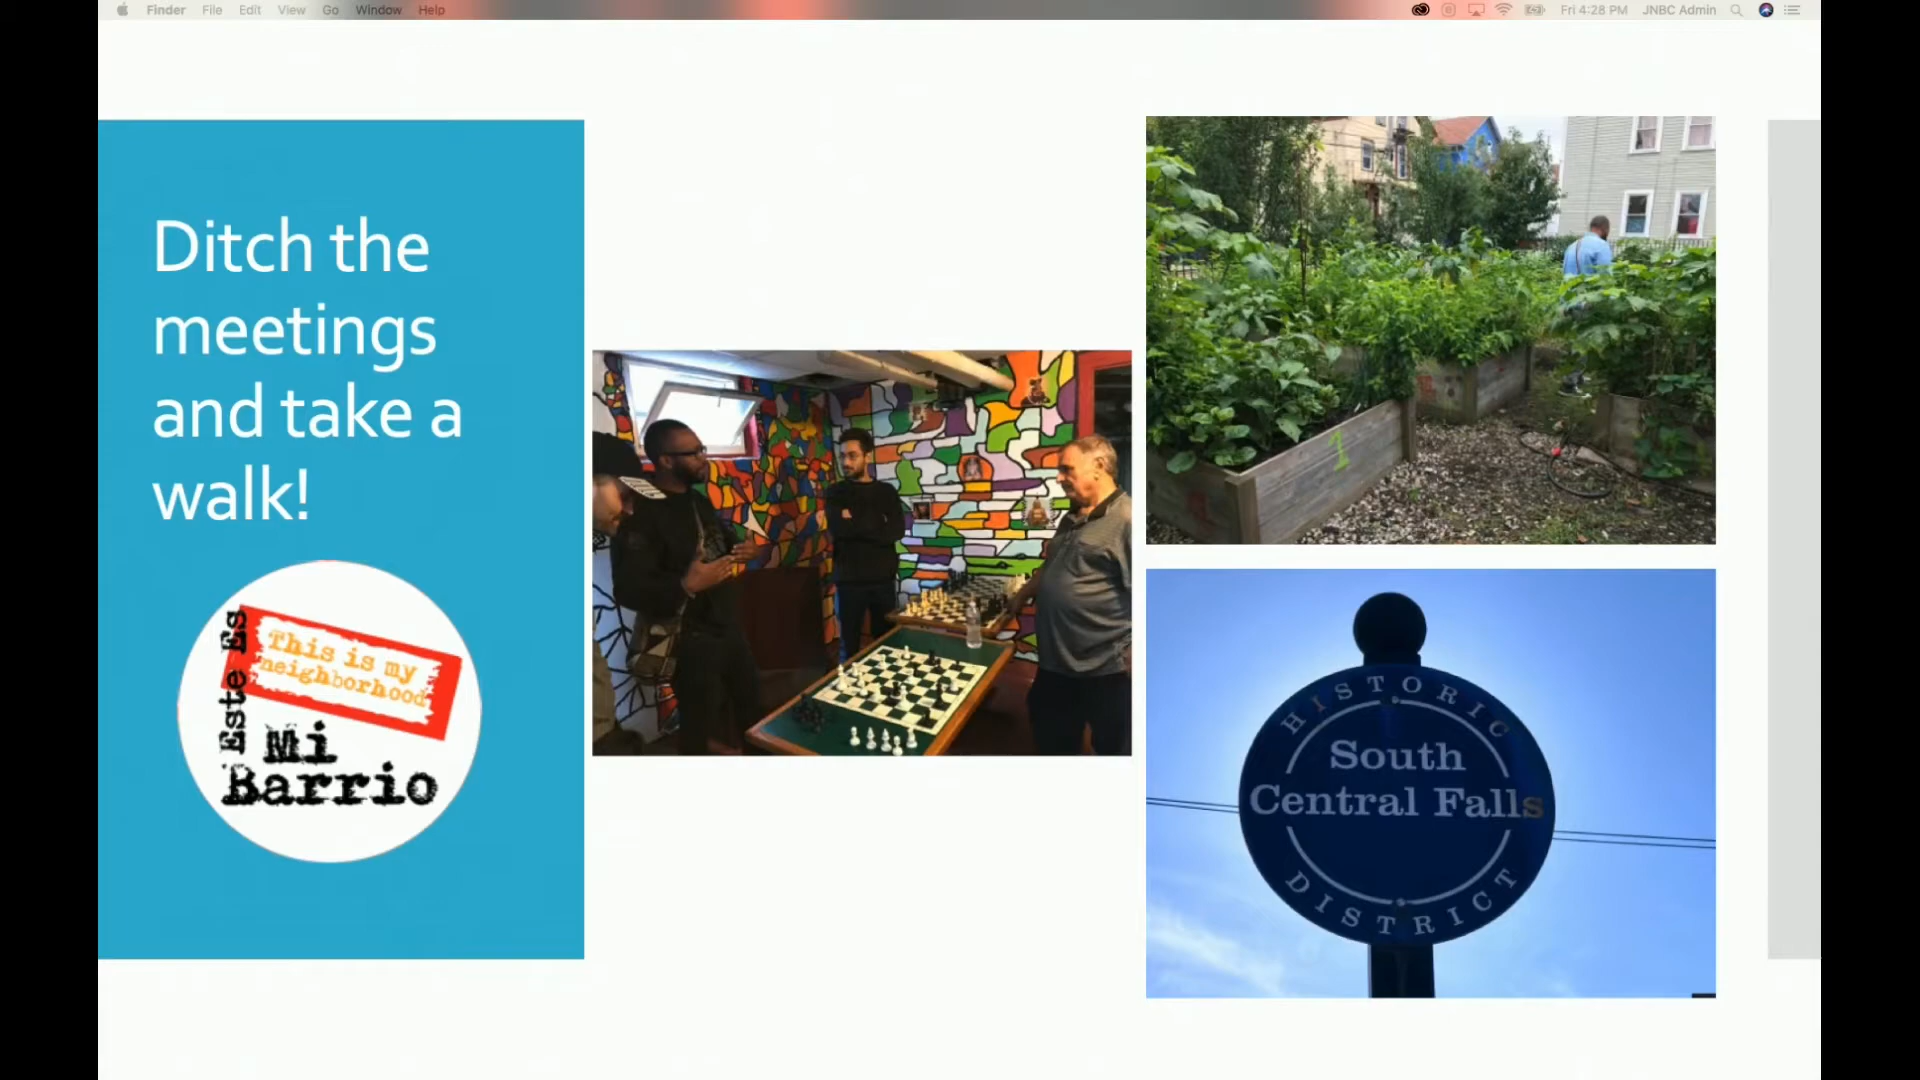 Finder File Edit View Go Window Help
Fri 4:28 PM JNBC Admin
Ditch the
meetings
and take a
walk!
Este Es
This is my
neighborhood
Mi
Barrio
1
HISTORIC
South
Central Falls
DISTRICT